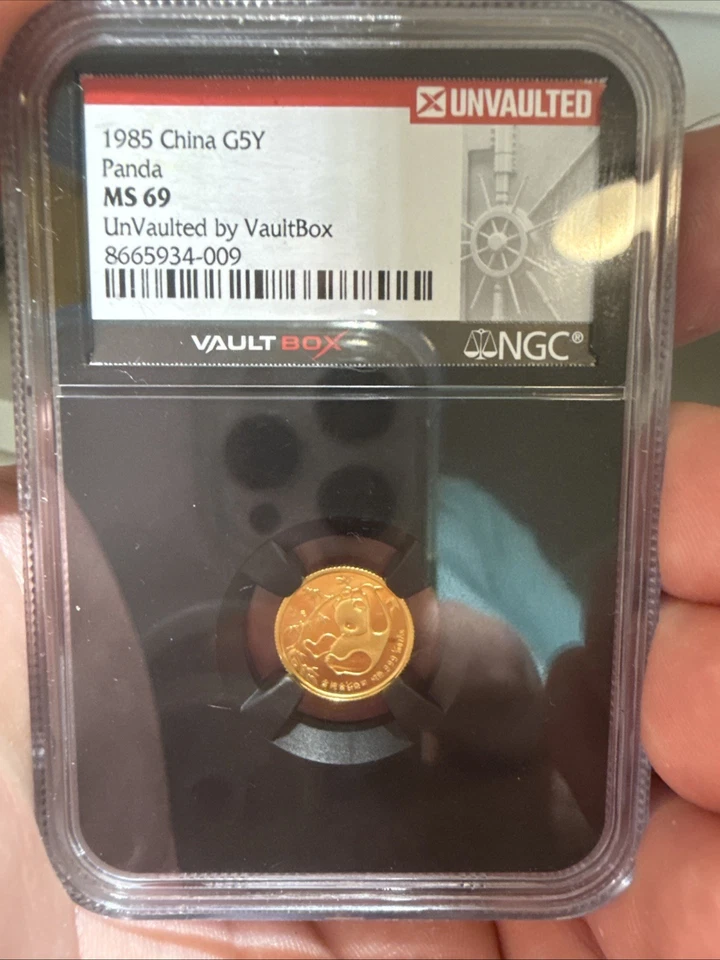 UNVAULTED
1985 China G5Y
Panda
MS 69
UnVaulted by VaultBox
8665934-009
VAULTBOX
NGC®